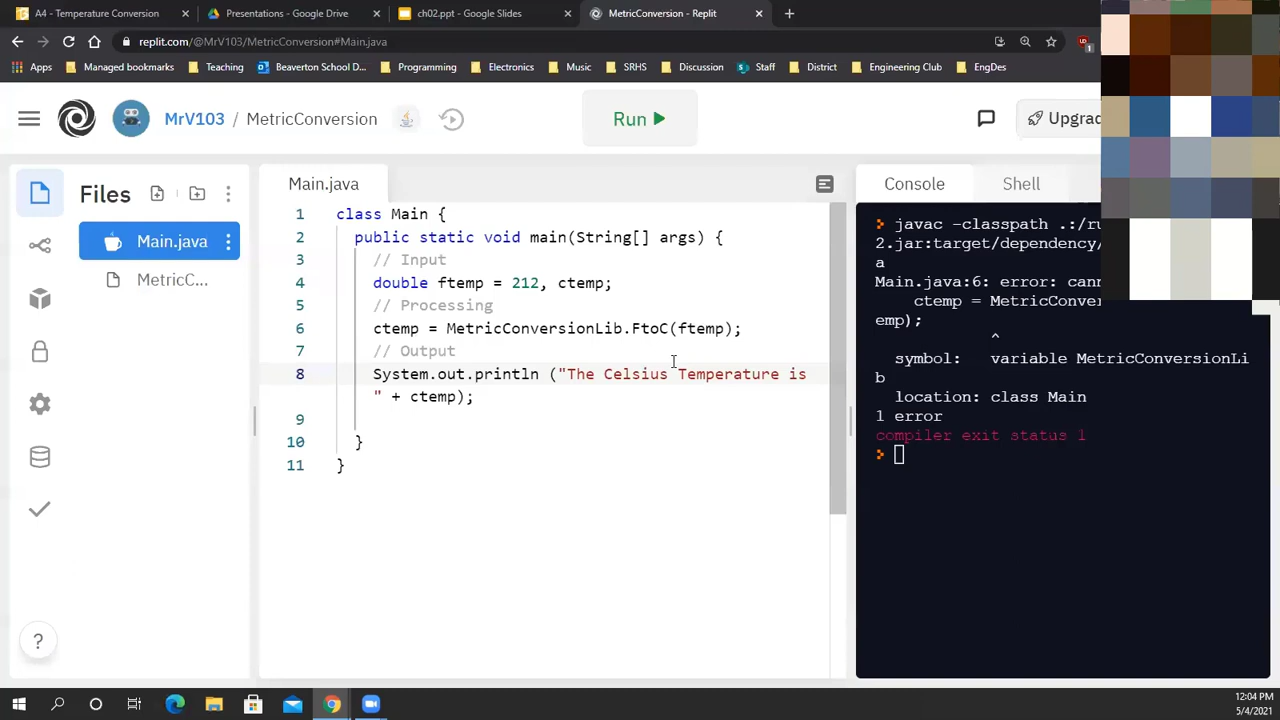 A4 - Temperature Conversion
Presentations - Google Drive
ch02.ppt - Google Slides
MetricConversion - Replit
replit.com/@MrV103/MetricConversion#Main.java
Apps
Managed bookmarks
Teaching
Beaverton School D...
Programming
Electronics
Music
SRHS
Discussion
Staff
District
Engineering Club
EngDes
MrV103 / MetricConversion
Run
Upgrad
Files
Main.java
MetricC...
Main.java
1 class Main {
2 public static void main(String[] args) {
3 // Input
4 double ftemp = 212, ctemp;
5 // Processing
6 ctemp = MetricConversionLib.FtoC(ftemp);
7 // Output
8 System.out.println ("The Celsius Temperature is
" + ctemp);
9
10 }
11 }
Console
Shell
javac -classpath .:/ru
2.jar:target/dependency/
a
Main.java:6: error: cann
ctemp = MetricConver
emp);
^
symbol: variable MetricConversionLi
b
location: class Main
1 error
compiler exit status 1
?
12:04 PM
5/4/2021